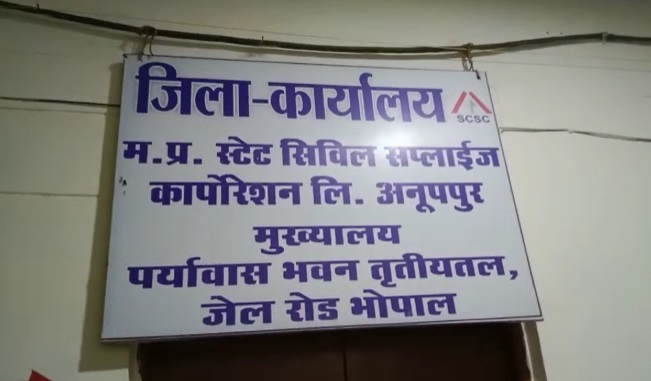 जिला-कार्यालय
SCSC
म.प्र. स्टेट सिविल सप्लाईज
कार्पोरेशन लि. अनूपपुर
मुख्यालय
पर्यावास भवन तृतीयतल,
जेल रोड भोपाल